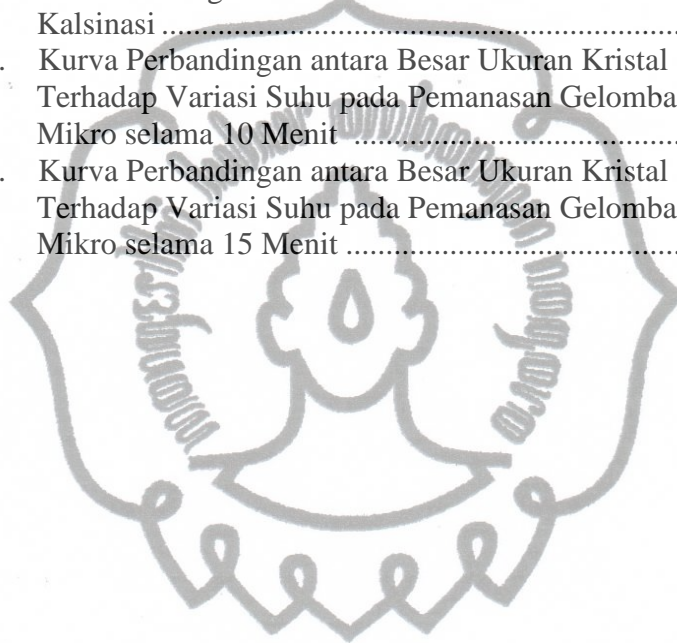 Kalsinasi ........................................................
. Kurva Perbandingan antara Besar Ukuran Kristal
Terhadap Variasi Suhu pada Pemanasan Gelomba
Mikro selama 10 Menit ........................................
. Kurva Perbandingan antara Besar Ukuran Kristal
Terhadap Variasi Suhu pada Pemanasan Gelomba
Mikro selama 15 Menit ........................................